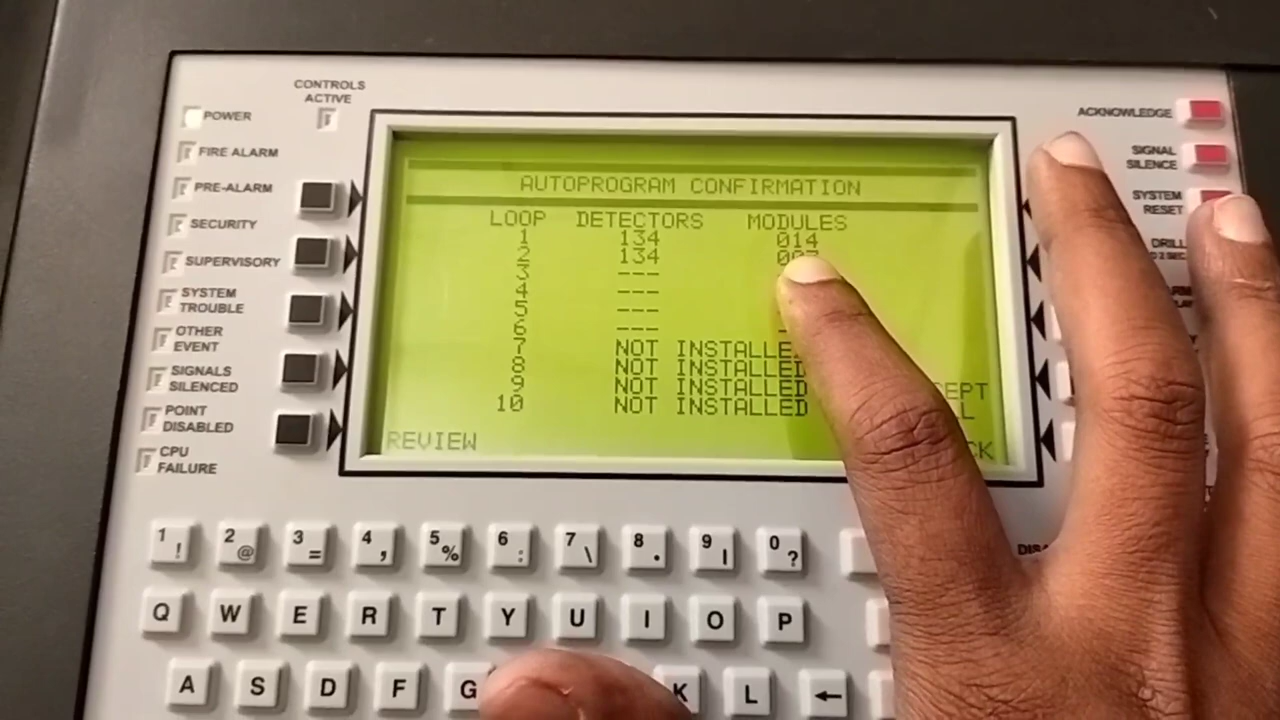 CONTROLS
ACTIVE
POWER
FIRE ALARM
PRE-ALARM
SECURITY
SUPERVISORY
SYSTEM
TROUBLE
OTHER
EVENT
SIGNALS
SILENCED
POINT
DISABLED
CPU
FAILURE
AUTOPROGRAM CONFIRMATION
LOOP DETECTORS MODULES
1 134 014
2 134
3 ---
4 ---
5 ---
6 ---
7 NOT INSTALLED
8 NOT INSTALLED
9 NOT INSTALLED
10 NOT INSTALLED
REVIEW
ACKNOWLEDGE
SIGNAL
SILENCE
SYSTEM
RESET
DRILL
1 ! 2 @ 3 = 4 , 5 % 6 : 7 \ 8 . 9 | 0 ?
Q W E R T Y U I O P
A S D F G K L ←